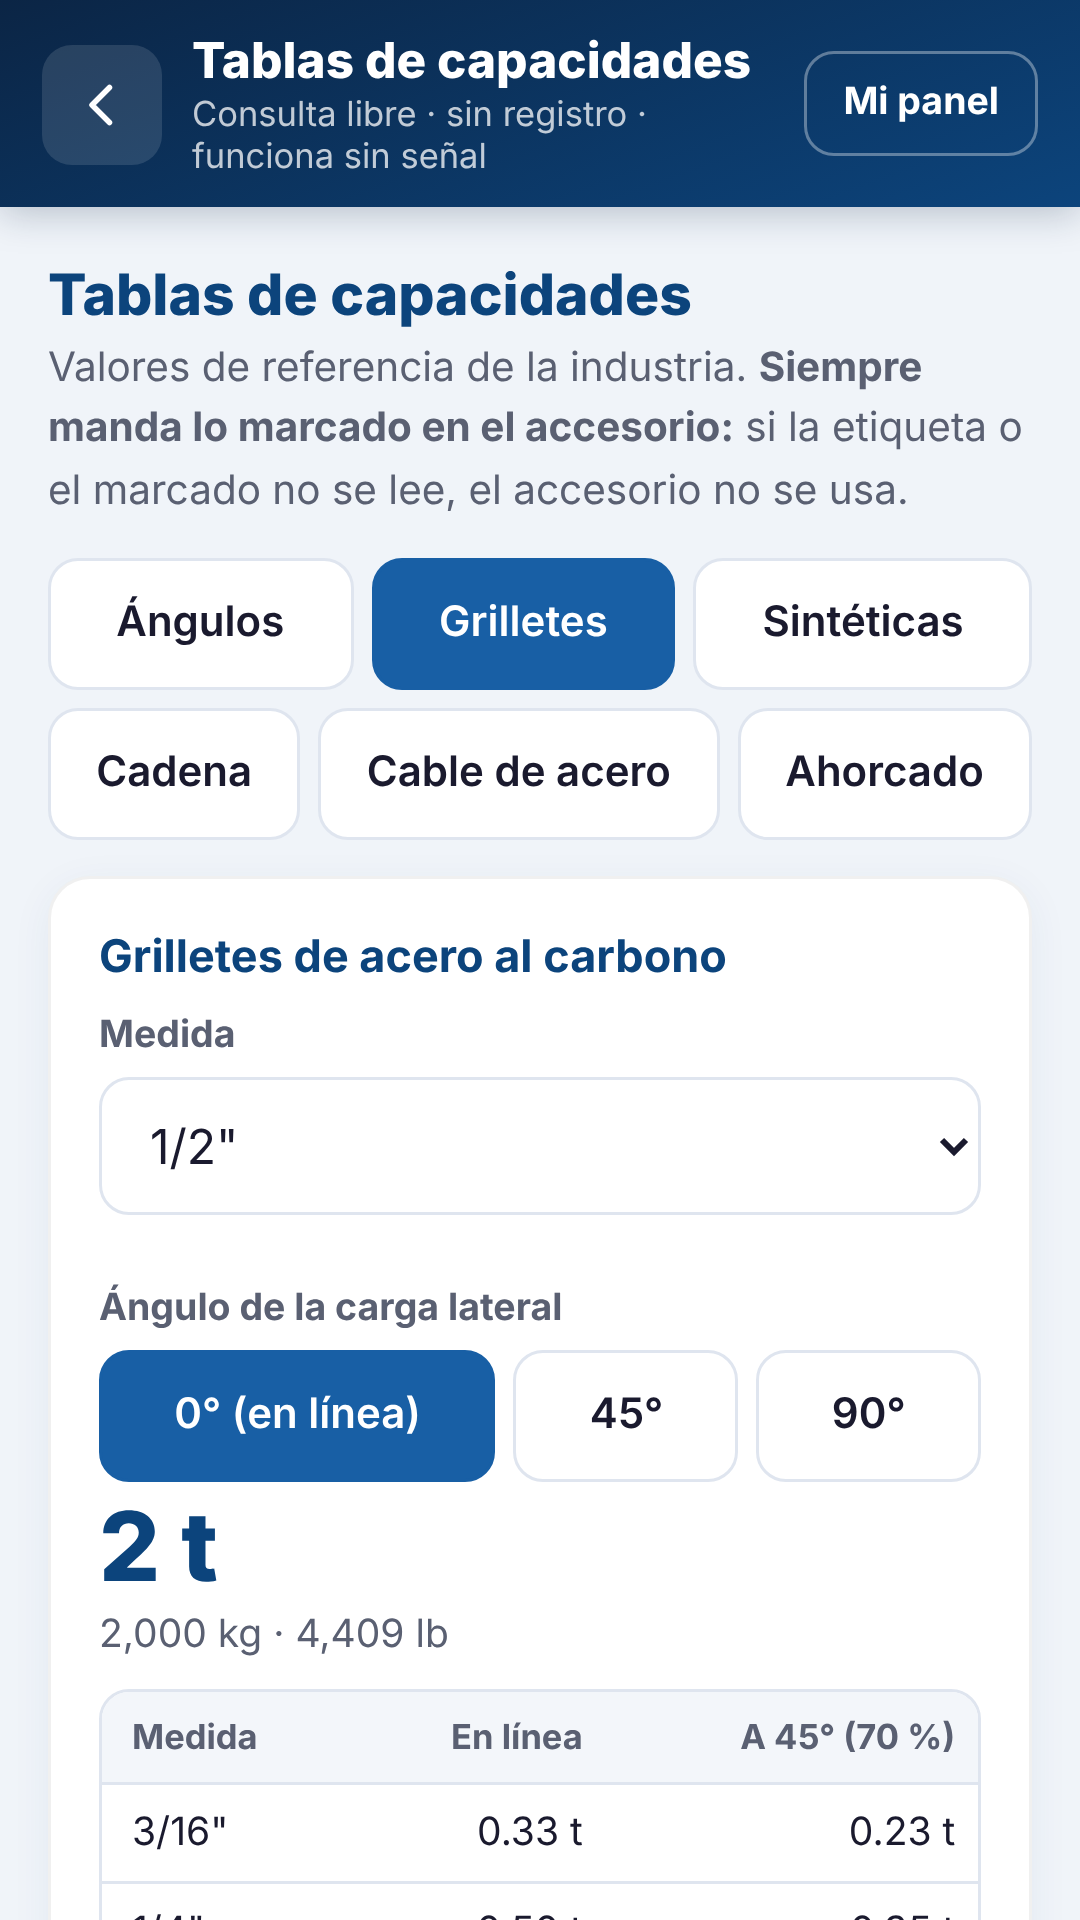 Tablas de capacidades
Consulta libre · sin registro ·
funciona sin señal
Mi panel
Tablas de capacidades
Valores de referencia de la industria. Siempre
manda lo marcado en el accesorio: si la etiqueta o
el marcado no se lee, el accesorio no se usa.
Ángulos
Grilletes
Sintéticas
Cadena
Cable de acero
Ahorcado
Grilletes de acero al carbono
Medida
1/2"
Ángulo de la carga lateral
0° (en línea)
45°
90°
2 t
2,000 kg · 4,409 lb
Medida En línea A 45° (70 %)
3/16" 0.33 t 0.23 t